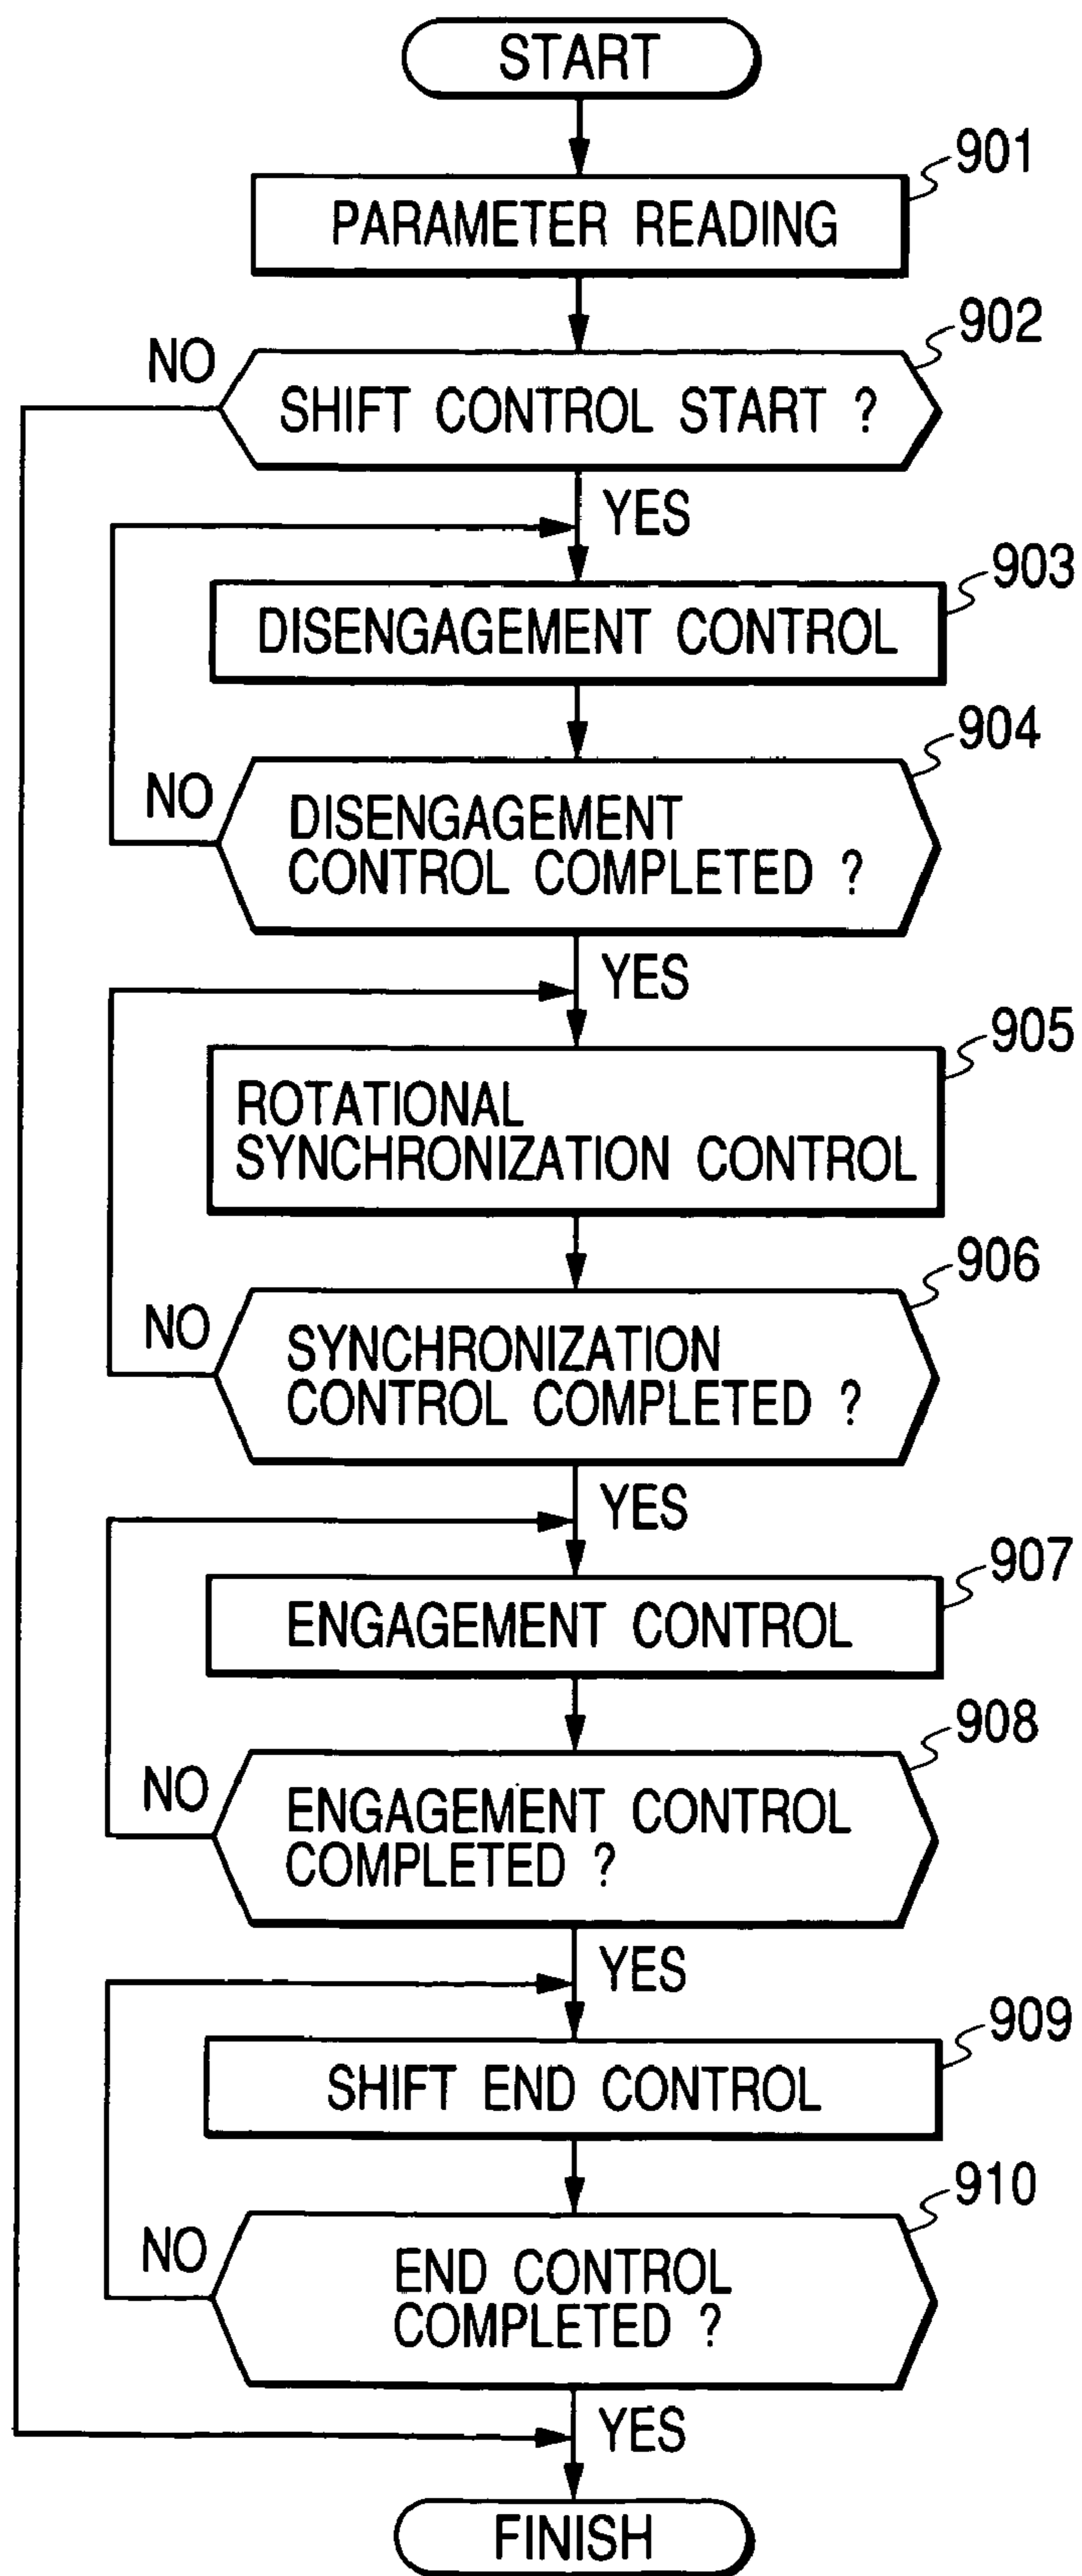 START
901
PARAMETER READING
902
NO
SHIFT CONTROL START ?
YES
903
DISENGAGEMENT CONTROL
904
NO
DISENGAGEMENT
CONTROL COMPLETED ?
YES
905
ROTATIONAL
SYNCHRONIZATION CONTROL
906
NO
SYNCHRONIZATION
CONTROL COMPLETED ?
YES
907
ENGAGEMENT CONTROL
908
NO
ENGAGEMENT CONTROL
COMPLETED ?
YES
909
SHIFT END CONTROL
910
NO
END CONTROL
COMPLETED ?
YES
FINISH